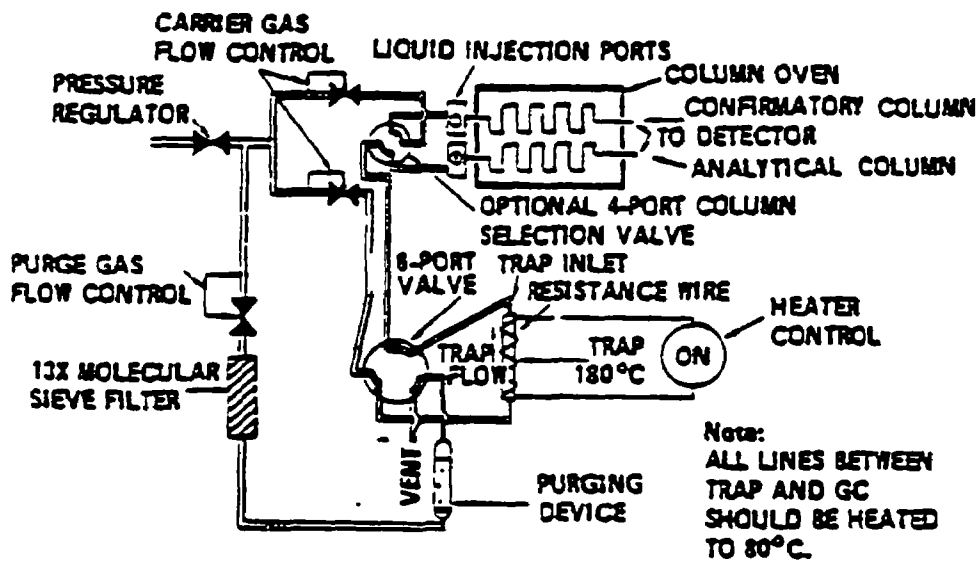 CARRIER GAS
FLOW CONTROL
LIQUID INJECTION PORTS
PRESSURE
REGULATOR
COLUMN OVEN
CONFIRMATORY COLUMN
TO DETECTOR
ANALYTICAL COLUMN
OPTIONAL 4-PORT COLUMN
SELECTION VALVE
PURGE GAS
FLOW CONTROL
6-PORT
VALVE
TRAP INLET
RESISTANCE WIRE
HEATER
CONTROL
TRAP
FLOW
TRAP
180°C
ON
13X MOLECULAR
SIEVE FILTER
VENT
PURGING
DEVICE
Note:
ALL LINES BETWEEN
TRAP AND GC
SHOULD BE HEATED
TO 80°C.